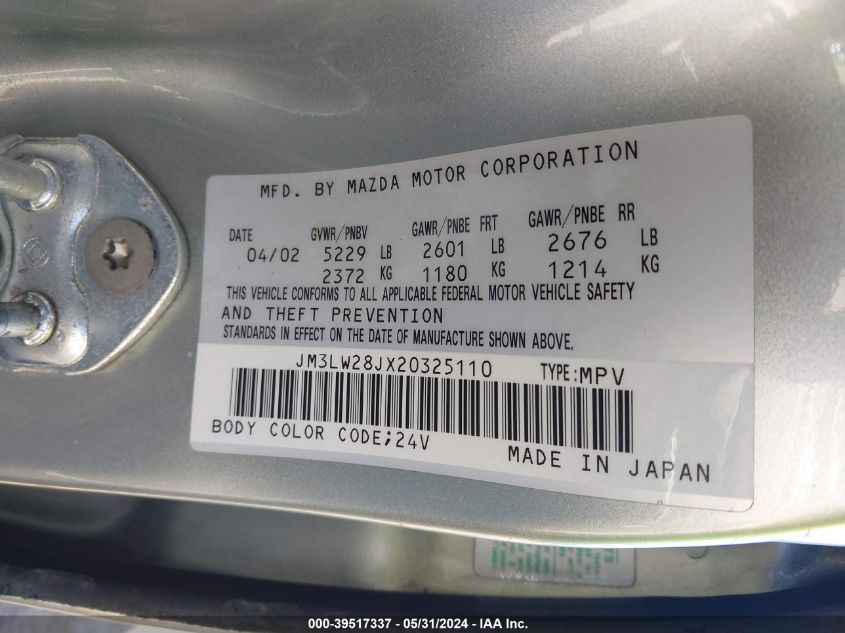 MFD. BY MAZDA MOTOR CORPORATION
DATE GVWR/PNBV GAWR/PNBE FRT GAWR/PNBE RR
04/02 5229 LB 2601 LB 2676 LB
2372 KG 1180 KG 1214 KG
THIS VEHICLE CONFORMS TO ALL APPLICABLE FEDERAL MOTOR VEHICLE SAFETY
AND THEFT PREVENTION
STANDARDS IN EFFECT ON THE DATE OF MANUFACTURE SHOWN ABOVE.
JM3LW28JX20325110 TYPE:MPV
BODY COLOR CODE;24V
MADE IN JAPAN
000-39517337 - 05/31/2024 - IAA Inc.